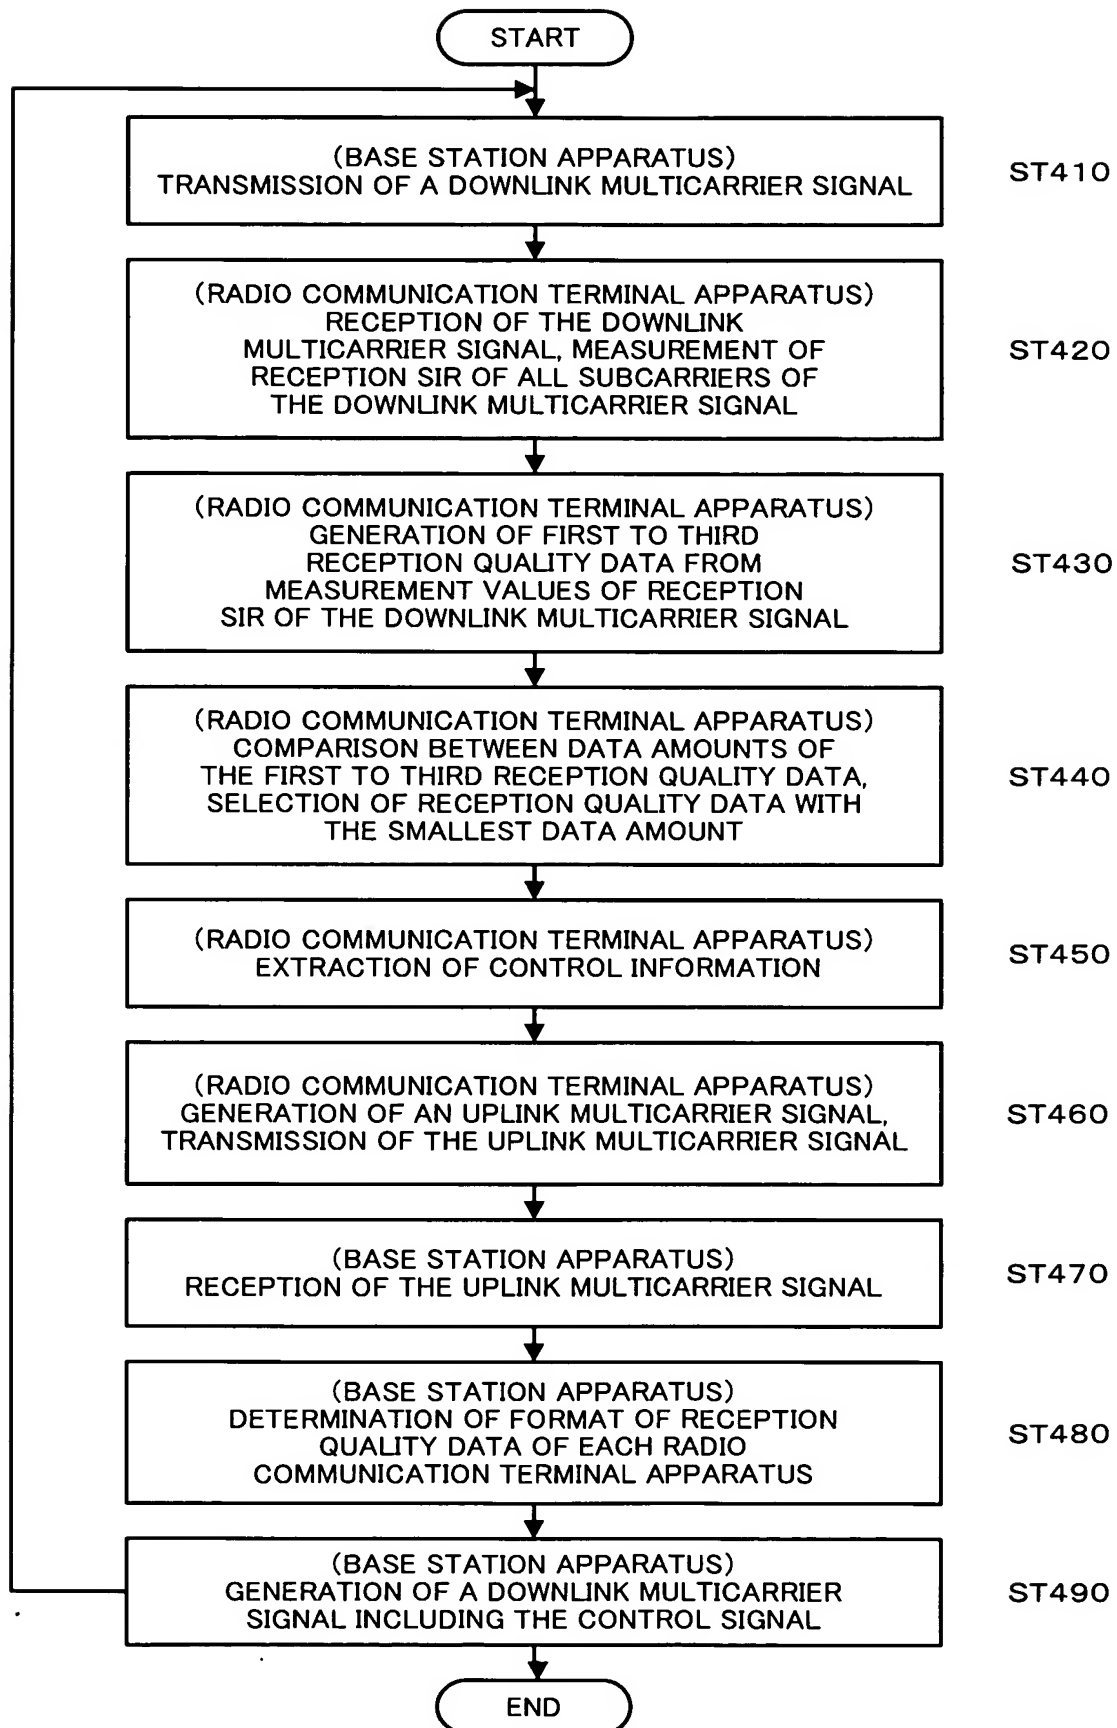 START
(BASE STATION APPARATUS)
TRANSMISSION OF A DOWNLINK MULTICARRIER SIGNAL
ST410
(RADIO COMMUNICATION TERMINAL APPARATUS)
RECEPTION OF THE DOWNLINK
MULTICARRIER SIGNAL, MEASUREMENT OF
RECEPTION SIR OF ALL SUBCARRIERS OF
THE DOWNLINK MULTICARRIER SIGNAL
ST420
(RADIO COMMUNICATION TERMINAL APPARATUS)
GENERATION OF FIRST TO THIRD
RECEPTION QUALITY DATA FROM
MEASUREMENT VALUES OF RECEPTION
SIR OF THE DOWNLINK MULTICARRIER SIGNAL
ST430
(RADIO COMMUNICATION TERMINAL APPARATUS)
COMPARISON BETWEEN DATA AMOUNTS OF
THE FIRST TO THIRD RECEPTION QUALITY DATA,
SELECTION OF RECEPTION QUALITY DATA WITH
THE SMALLEST DATA AMOUNT
ST440
(RADIO COMMUNICATION TERMINAL APPARATUS)
EXTRACTION OF CONTROL INFORMATION
ST450
(RADIO COMMUNICATION TERMINAL APPARATUS)
GENERATION OF AN UPLINK MULTICARRIER SIGNAL,
TRANSMISSION OF THE UPLINK MULTICARRIER SIGNAL
ST460
(BASE STATION APPARATUS)
RECEPTION OF THE UPLINK MULTICARRIER SIGNAL
ST470
(BASE STATION APPARATUS)
DETERMINATION OF FORMAT OF RECEPTION
QUALITY DATA OF EACH RADIO
COMMUNICATION TERMINAL APPARATUS
ST480
(BASE STATION APPARATUS)
GENERATION OF A DOWNLINK MULTICARRIER
SIGNAL INCLUDING THE CONTROL SIGNAL
ST490
END